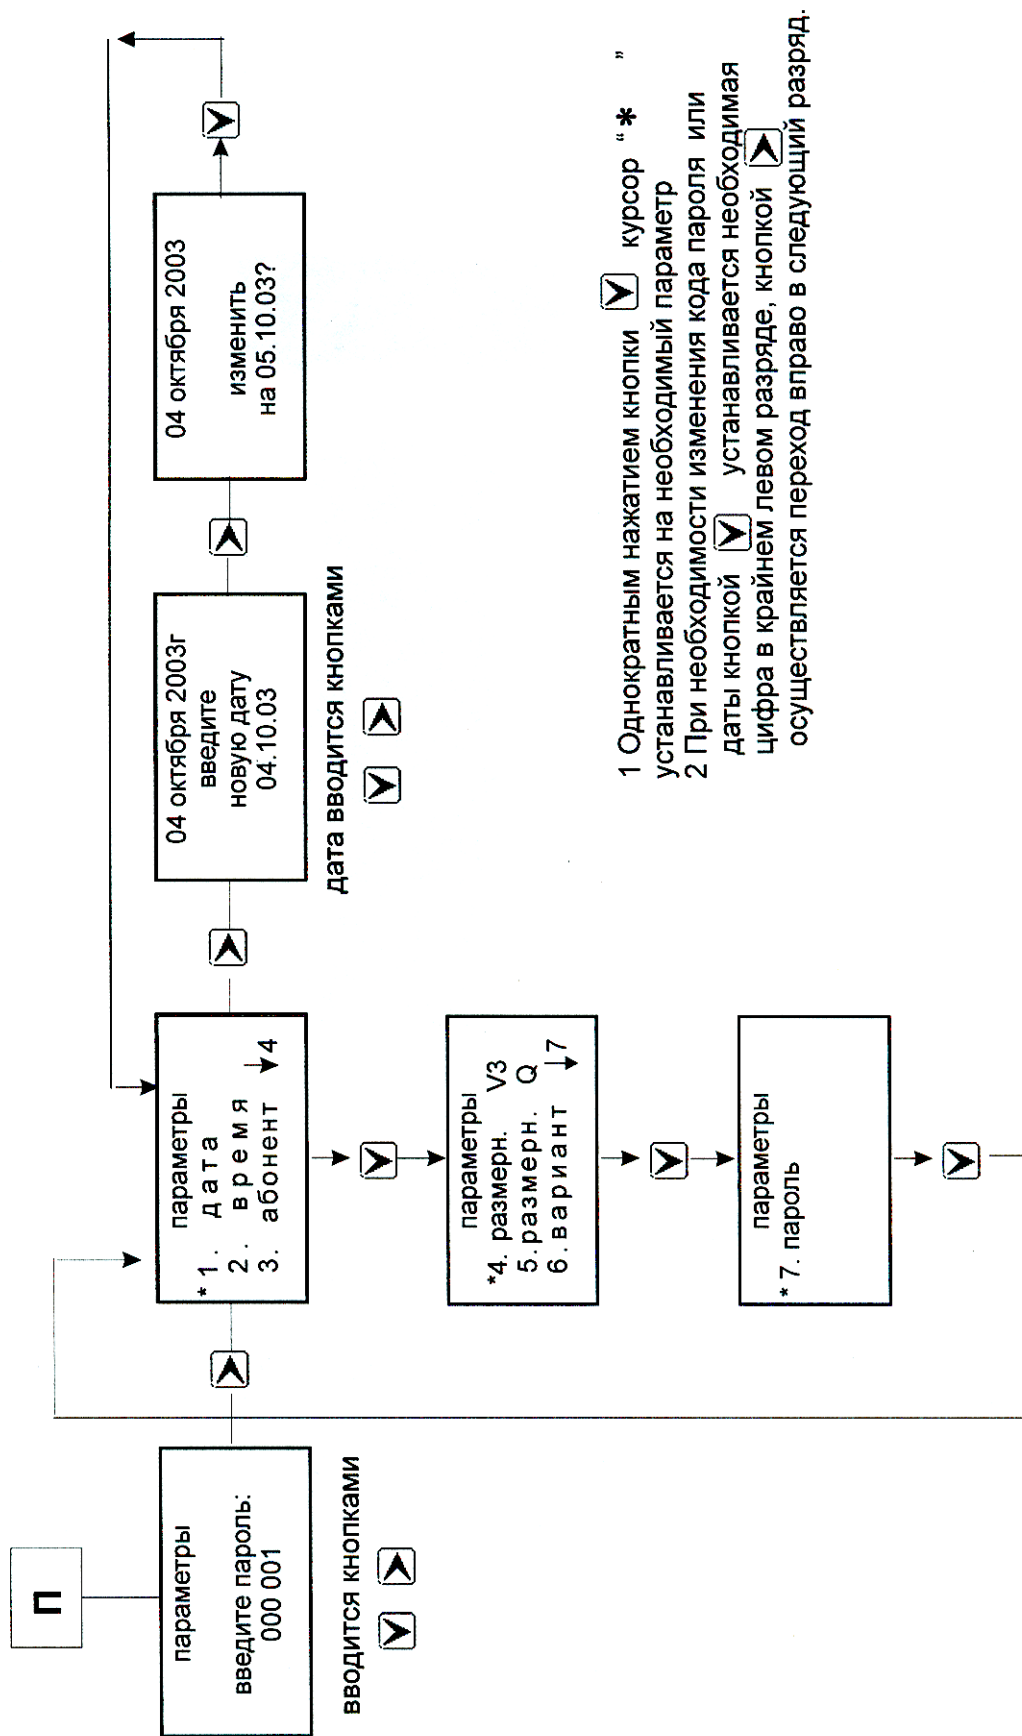 П
параметры
введите пароль:
000 001
вводится кнопками
параметры
*1. дата
2. время
3. абонент 4
04 октября 2003г
введите
новую дату
04.10.03
дата вводится кнопками
04 октября 2003
изменить
на 05.10.03?
параметры
*4. размерн. V3
5.размерн. Q
6.вариант 7
параметры
*7. пароль
1 Однократным нажатием кнопки курсор “ * ”
устанавливается на необходимый параметр
2 При необходимости изменения кода пароля или
даты кнопкой устанавливается необходимая
цифра в крайнем левом разряде, кнопкой
осуществляется переход вправо в следующий разряд.